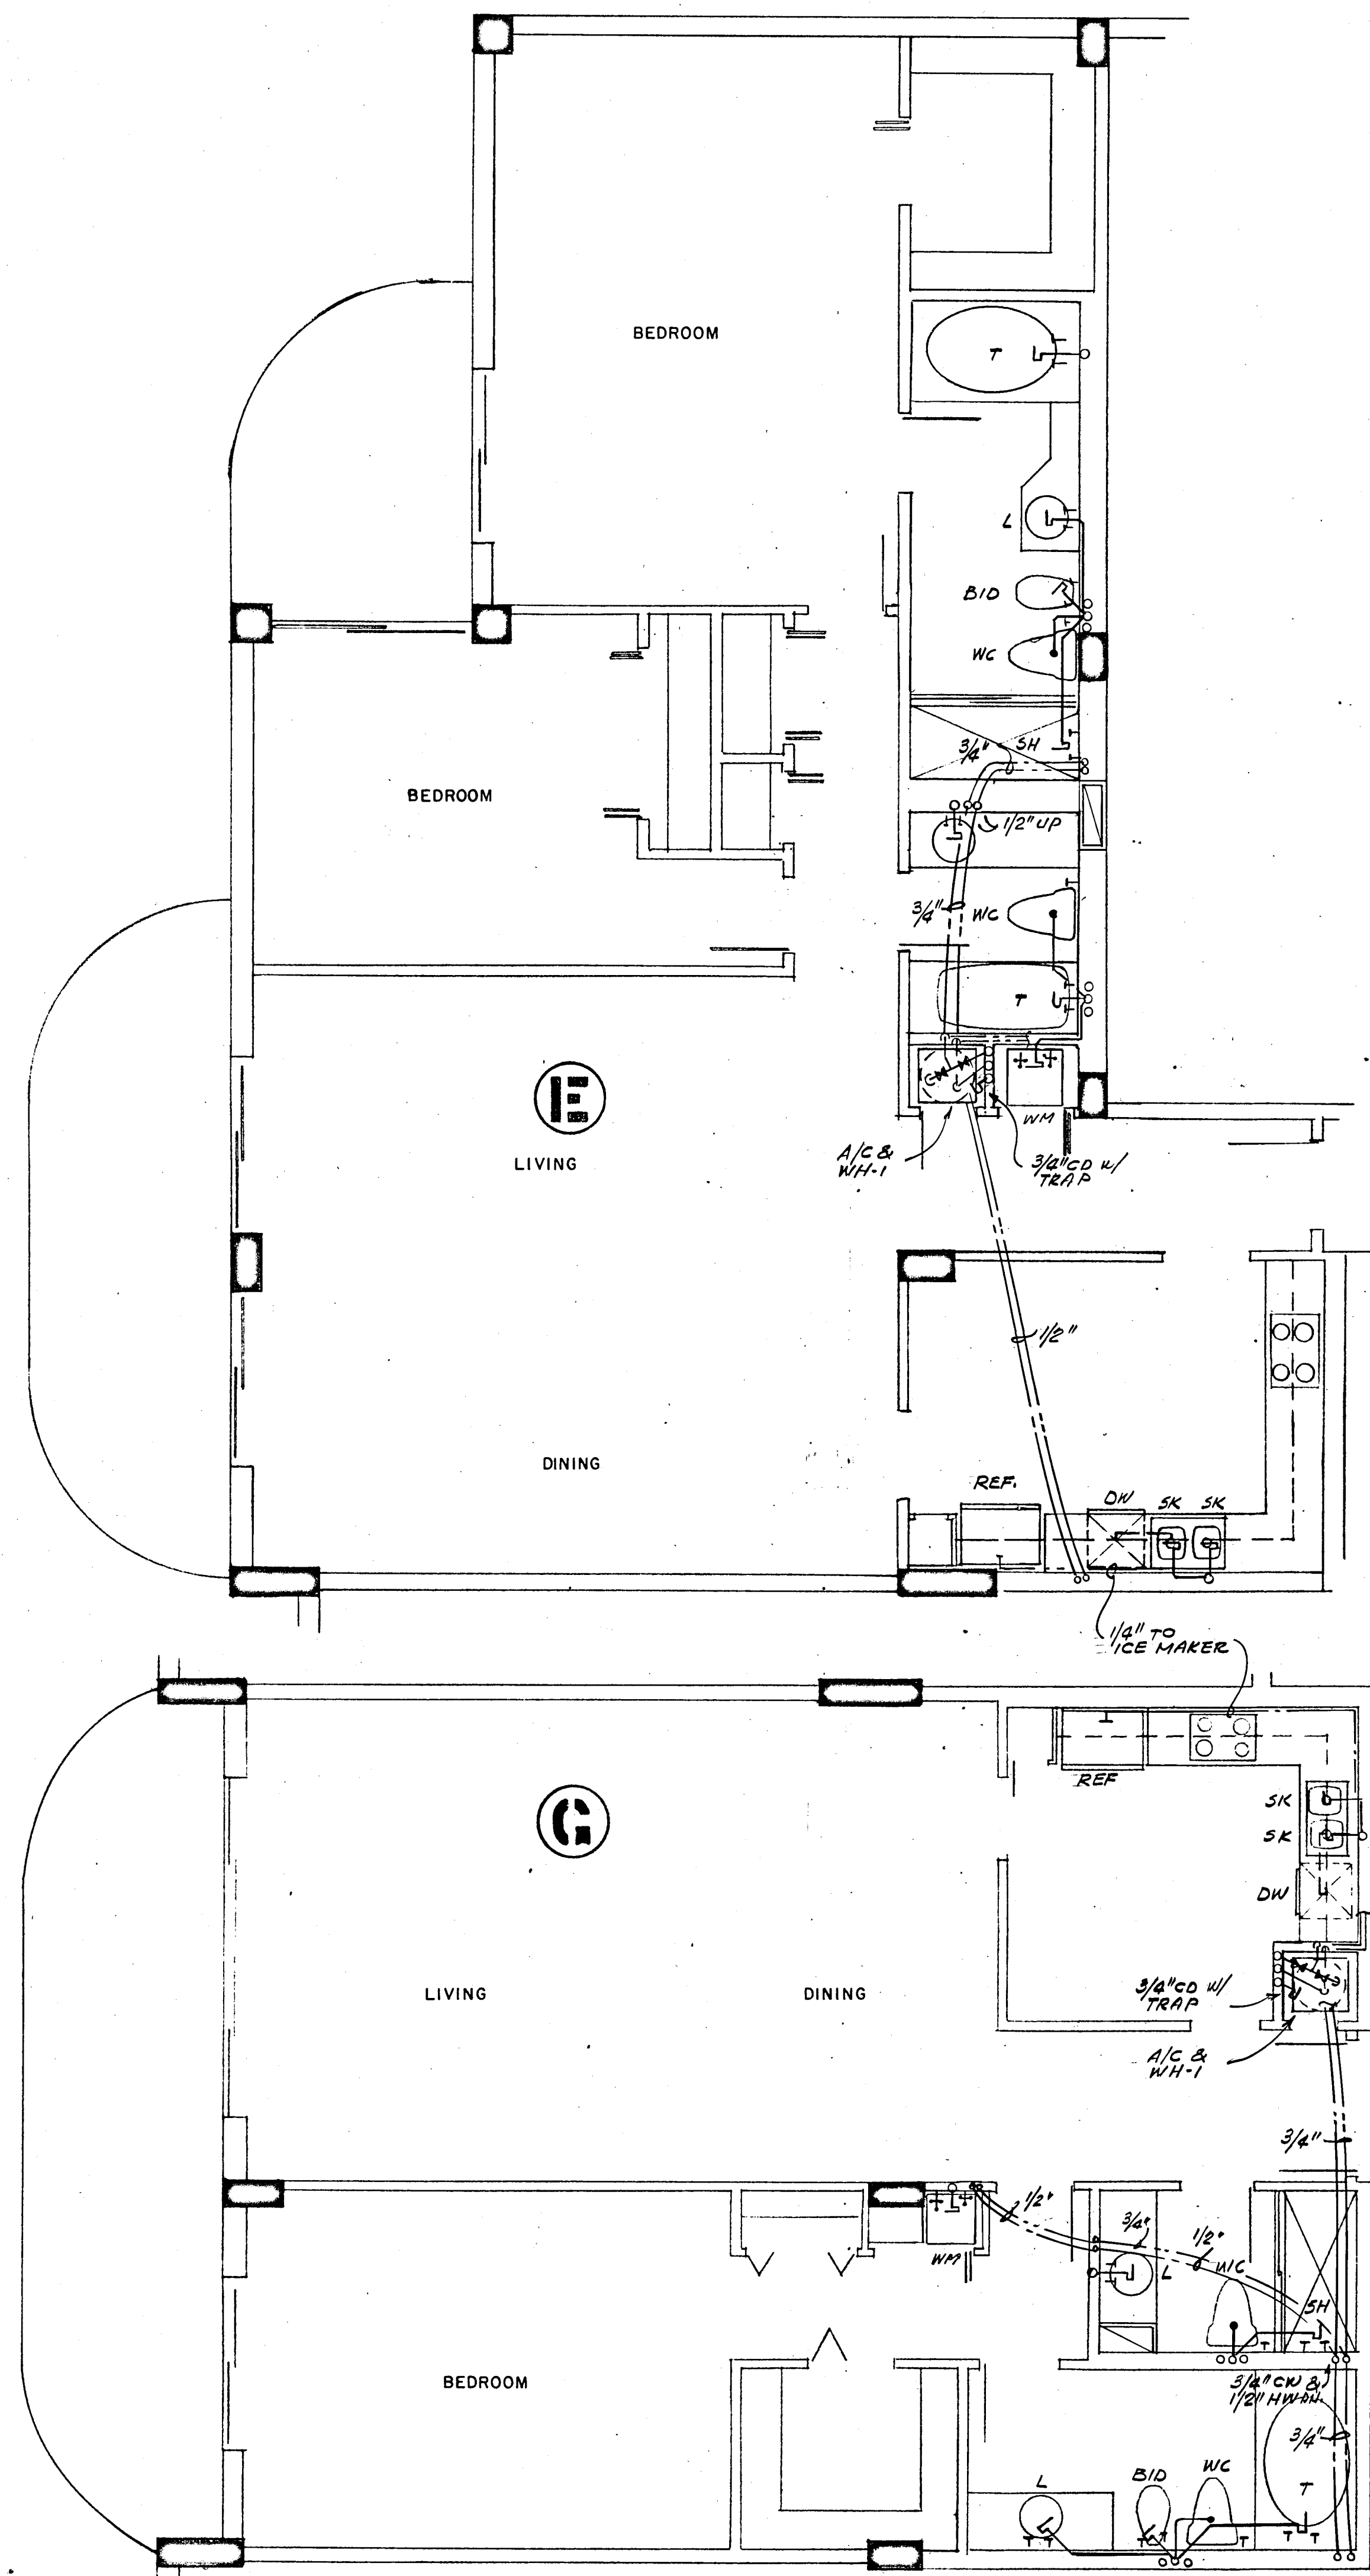 BEDROOM
T
L
BID
WC
3/4"
SH
BEDROOM
1/2" UP
3/4"
WC
T
E
LIVING
WM
A/C &
WH-1
3/4" CD W/
TRAP
1/2"
DINING
REF.
DW
SK
SK
1/4" TO
ICE MAKER
REF
G
SK
SK
DW
LIVING
DINING
3/4" CD W/
TRAP
A/C &
WH-1
3/4"
1/2"
3/4"
1/2"
WM
L
WC
SH
BEDROOM
3/4" CW &
1/2" HW DN.
3/4"
L
BID
WC
T